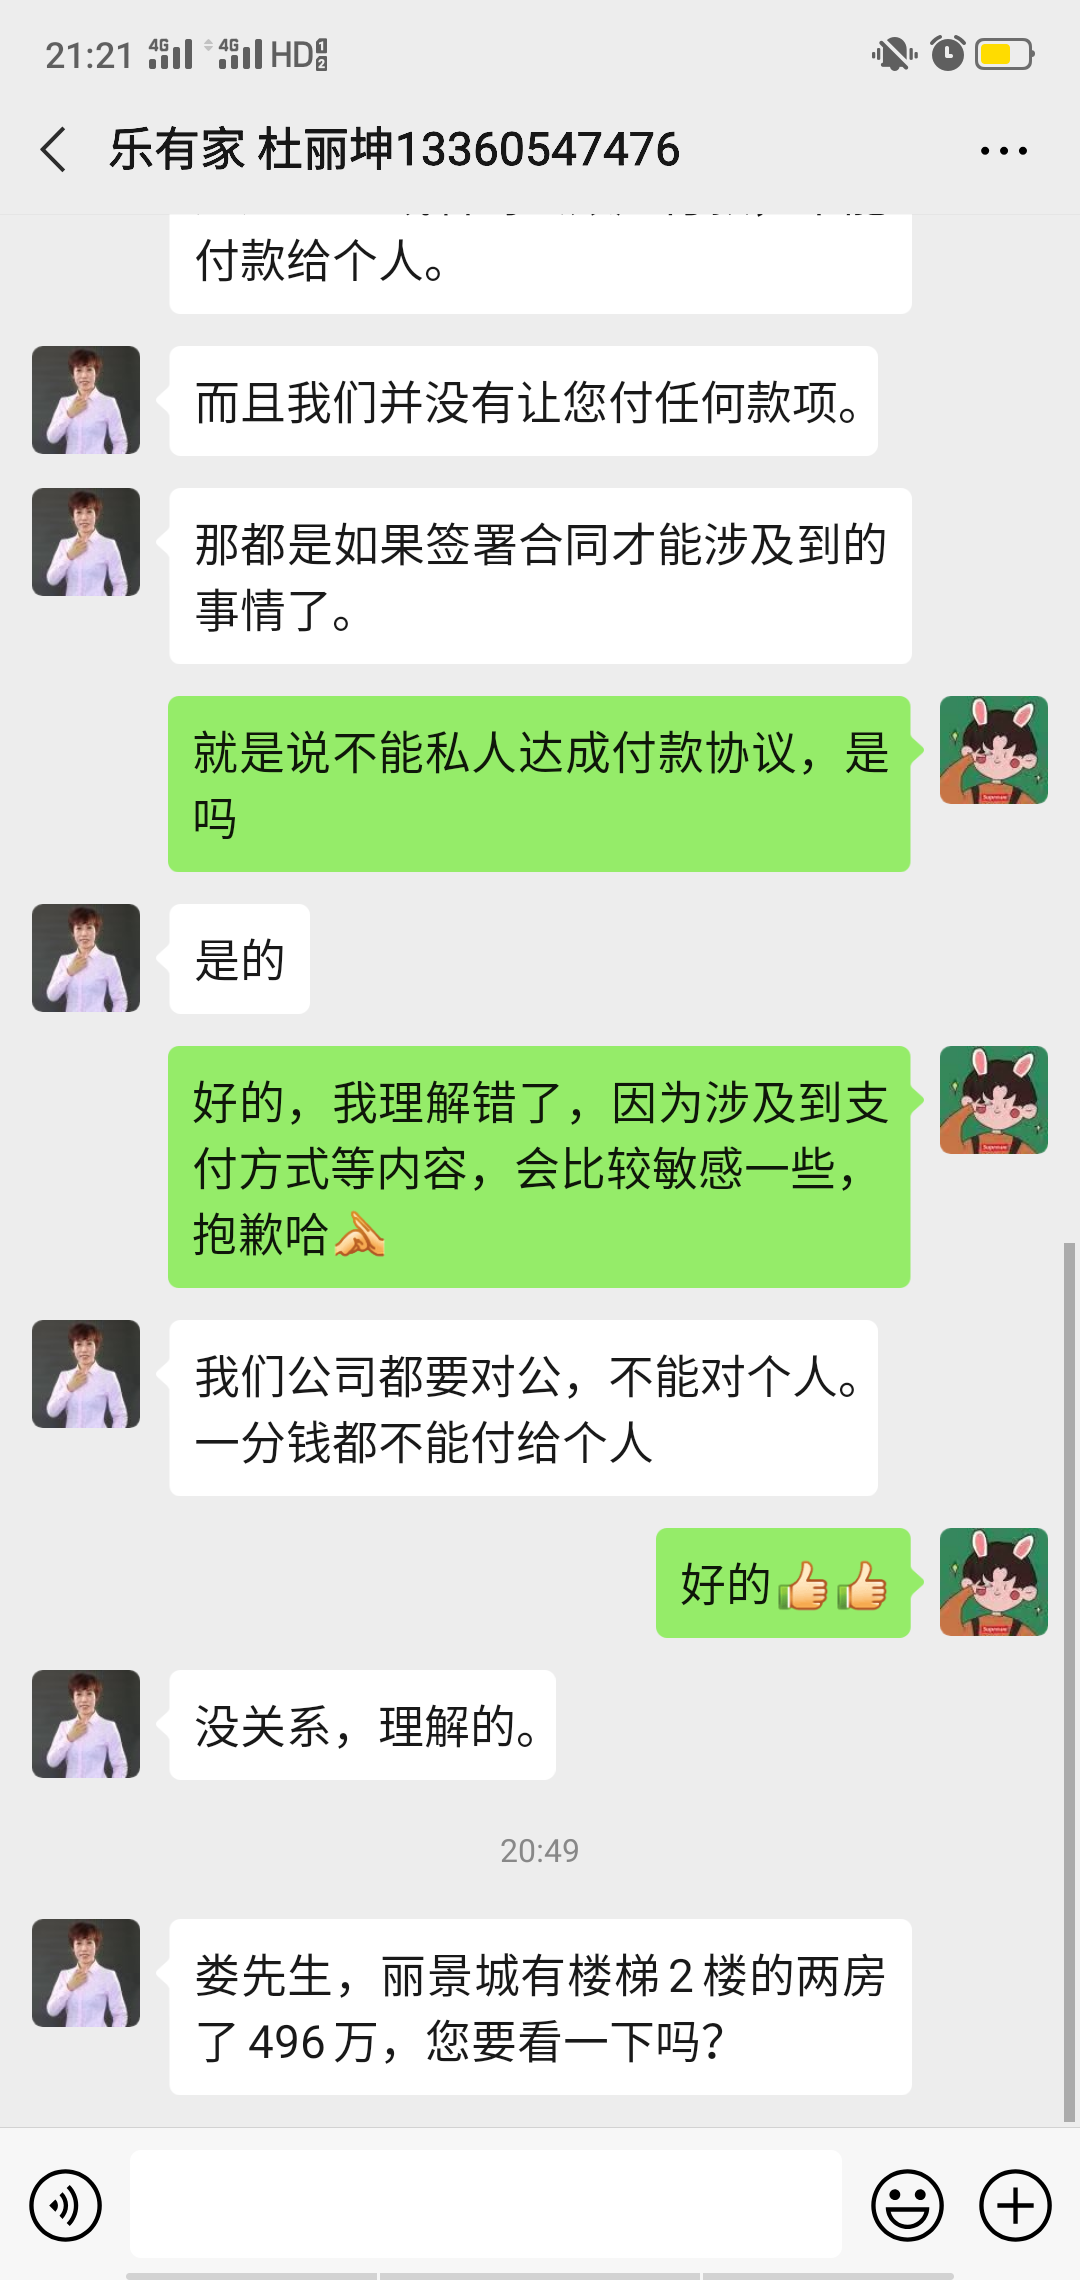 21:21 4G 4G HD 1 2
乐有家 杜丽坤13360547476
付款给个人。
而且我们并没有让您付任何款项。
那都是如果签署合同才能涉及到的
事情了。
就是说不能私人达成付款协议，是
吗
是的
好的，我理解错了，因为涉及到支
付方式等内容，会比较敏感一些，
抱歉哈
我们公司都要对公，不能对个人。
一分钱都不能付给个人
好的
没关系，理解的。
20:49
娄先生，丽景城有楼梯2楼的两房
了496万，您要看一下吗？